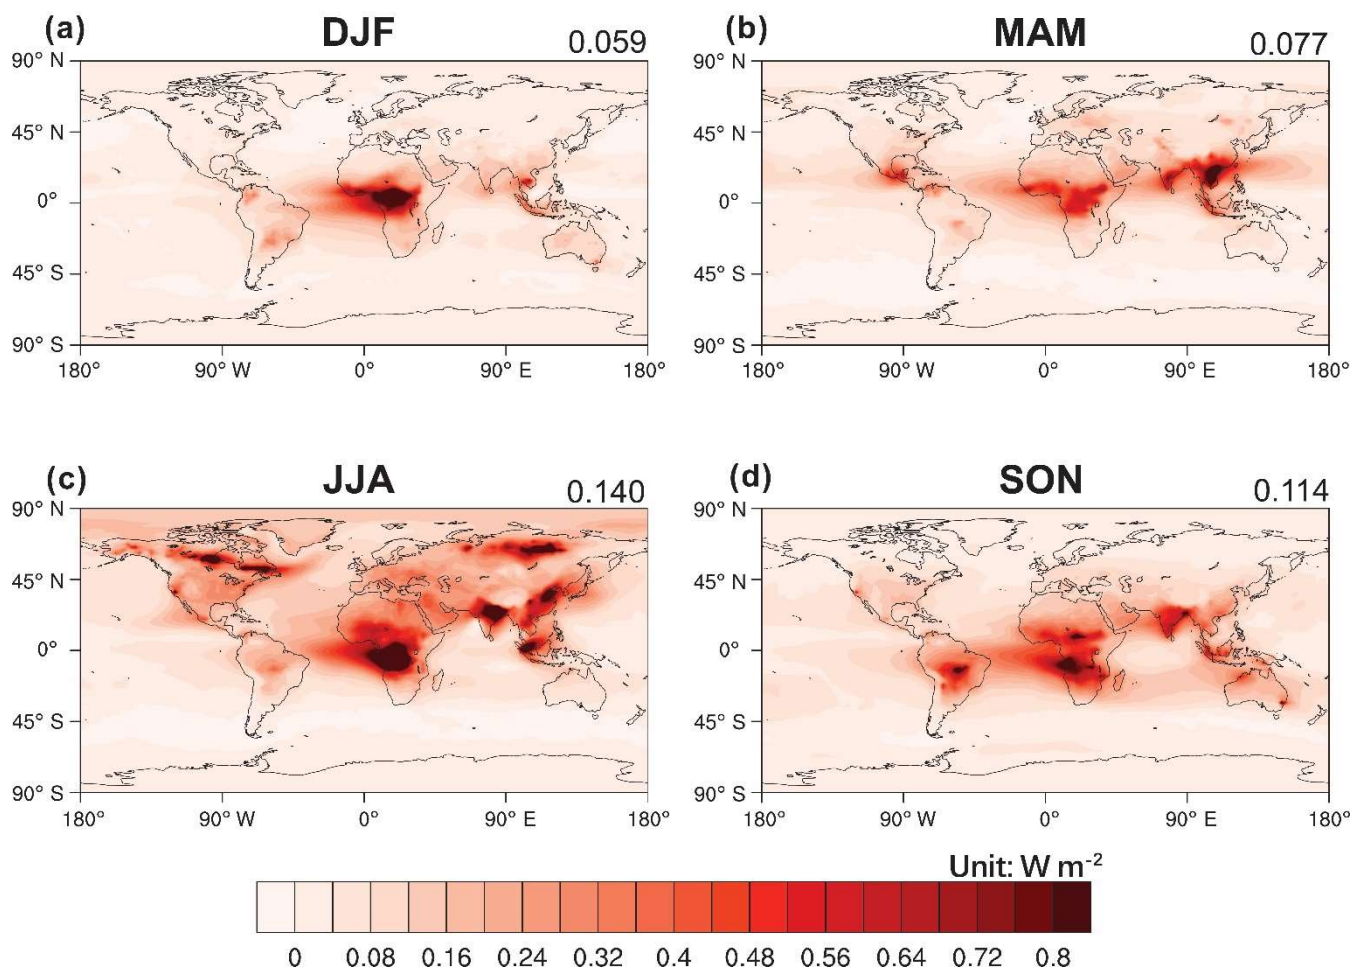 (a) DJF 0.059
90° N
45° N
0°
45° S
90° S
180° 90° W 0° 90° E 180°
(b) MAM 0.077
90° N
45° N
0°
45° S
90° S
180° 90° W 0° 90° E 180°
(c) JJA 0.140
90° N
45° N
0°
45° S
90° S
180° 90° W 0° 90° E 180°
(d) SON 0.114
90° N
45° N
0°
45° S
90° S
180° 90° W 0° 90° E 180°
Unit: W m⁻²
0 0.08 0.16 0.24 0.32 0.4 0.48 0.56 0.64 0.72 0.8